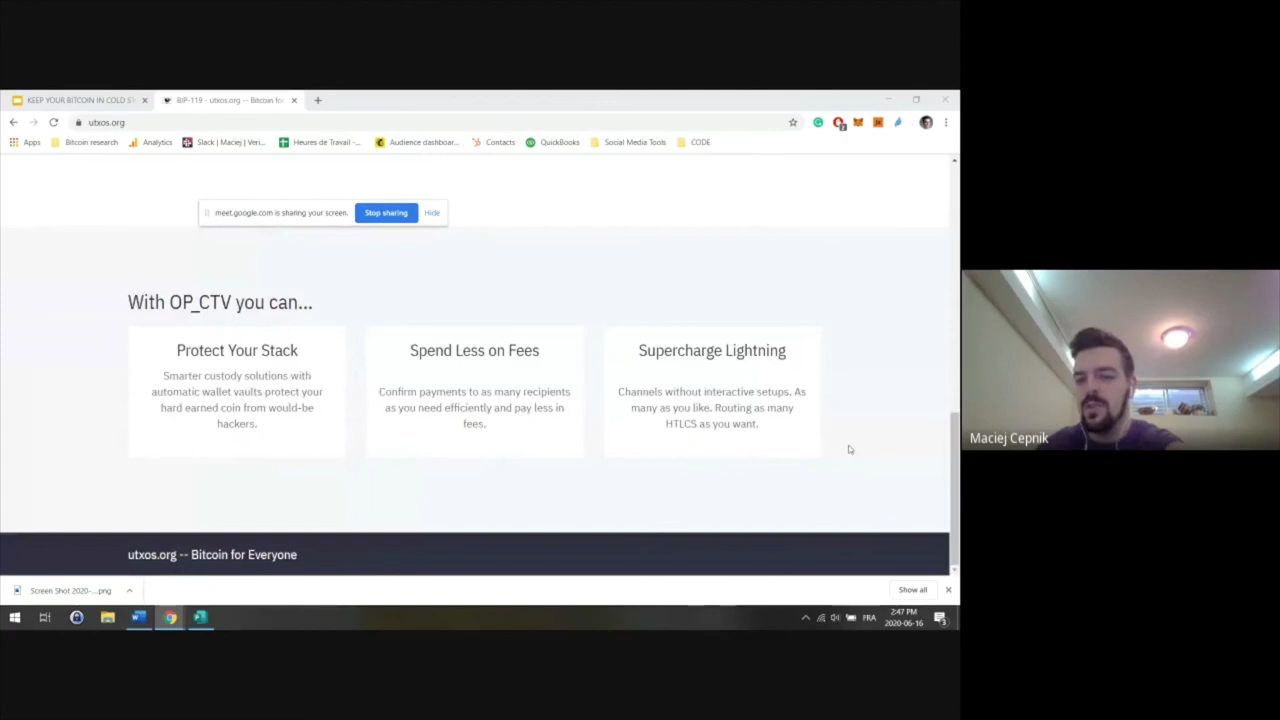 KEEP YOUR BITCOIN IN COLD ST
BIP-119 - utxos.org -- Bitcoin for
utxos.org
Apps
Bitcoin research
Analytics
Slack | Maciej | Veri...
Heures de Travail -...
Audience dashboar...
Contacts
QuickBooks
Social Media Tools
CODE
meet.google.com is sharing your screen.
Stop sharing
Hide
With OP_CTV you can...
Protect Your Stack
Smarter custody solutions with
automatic wallet vaults protect your
hard earned coin from would-be
hackers.
Spend Less on Fees
Confirm payments to as many recipients
as you need efficiently and pay less in
fees.
Supercharge Lightning
Channels without interactive setups. As
many as you like. Routing as many
HTLCS as you want.
Maciej Cepnik
utxos.org -- Bitcoin for Everyone
Screen Shot 2020-....png
Show all
FRA
2:47 PM
2020-06-16